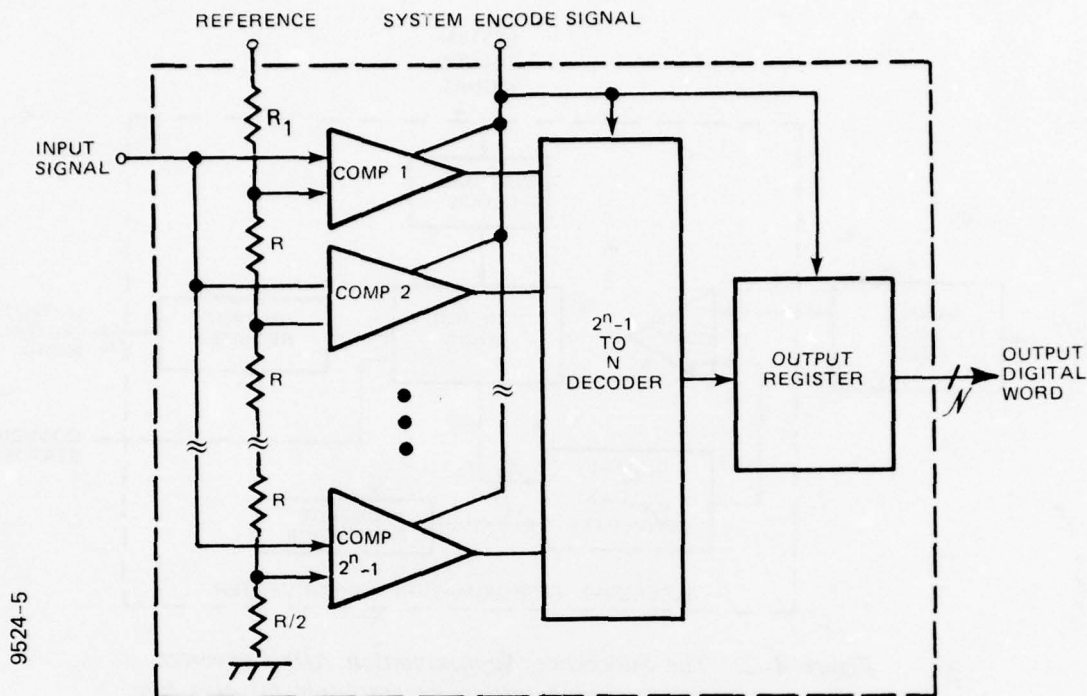 REFERENCE
SYSTEM ENCODE SIGNAL
INPUT
SIGNAL
R1
COMP 1
R
COMP 2
R
R
COMP
2ⁿ-1
R/2
2ⁿ-1
TO
N
DECODER
OUTPUT
REGISTER
N
OUTPUT
DIGITAL
WORD
9524-5